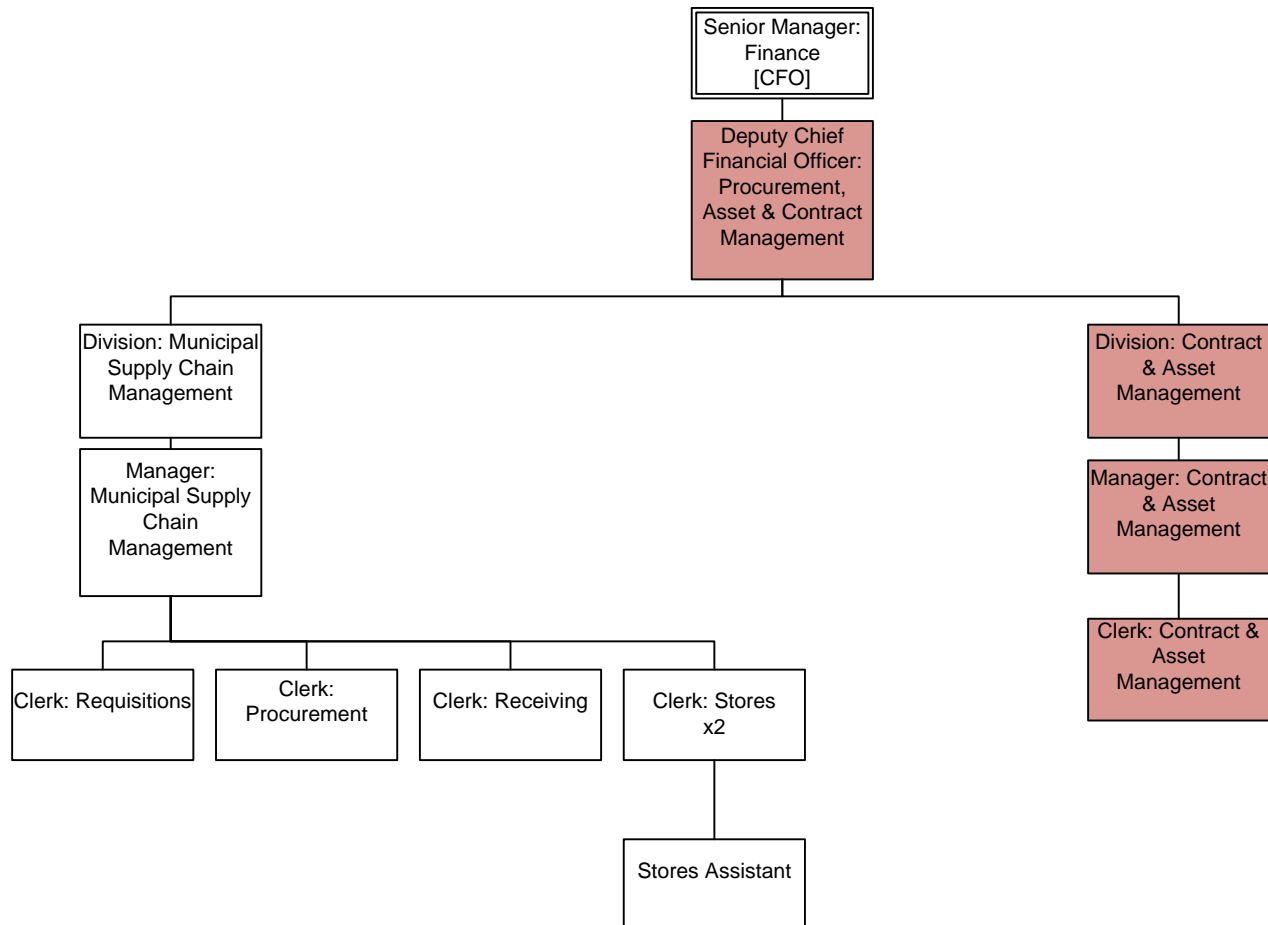 Senior Manager:
Finance
[CFO]
Deputy Chief
Financial Officer:
Procurement,
Asset & Contract
Management
Division: Municipal
Supply Chain
Management
Division: Contract
& Asset
Management
Manager:
Municipal Supply
Chain
Management
Manager: Contract
& Asset
Management
Clerk: Requisitions
Clerk:
Procurement
Clerk: Receiving
Clerk: Stores
x2
Clerk: Contract &
Asset
Management
Stores Assistant